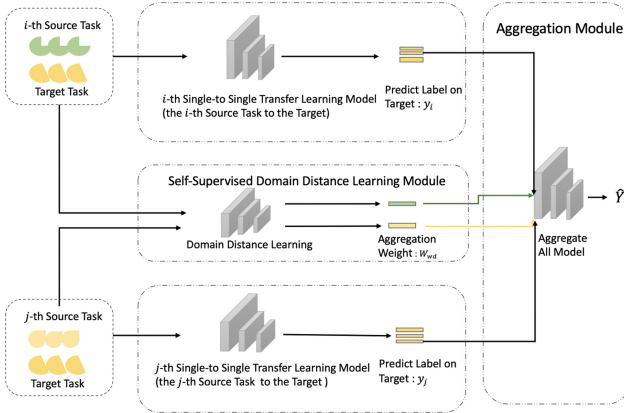 i-th Source Task
Target Task
i-th Single-to Single Transfer Learning Model
(the i-th Source Task to the Target)
Predict Label on
Target : yᵢ
Aggregation Module
Self-Supervised Domain Distance Learning Module
Domain Distance Learning
Aggregation
Weight : W_wd
Aggregate
All Model
Ŷ
j-th Source Task
Target Task
j-th Single-to Single Transfer Learning Model
(the j-th Source Task to the Target )
Predict Label on
Target : yⱼ